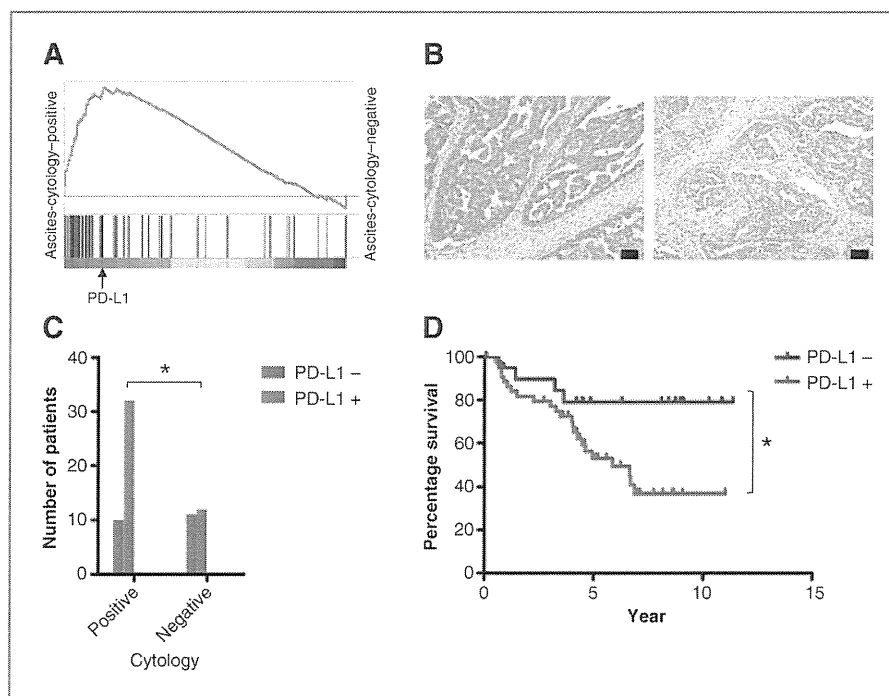 A
Ascites-cytology–positive
Ascites-cytology–negative
PD-L1
B
C
Number of patients
40
30
20
10
0
*
PD-L1 –
PD-L1 +
Positive
Negative
Cytology
D
Percentage survival
100
80
60
40
20
0
PD-L1 –
PD-L1 +
*
0
5
10
15
Year